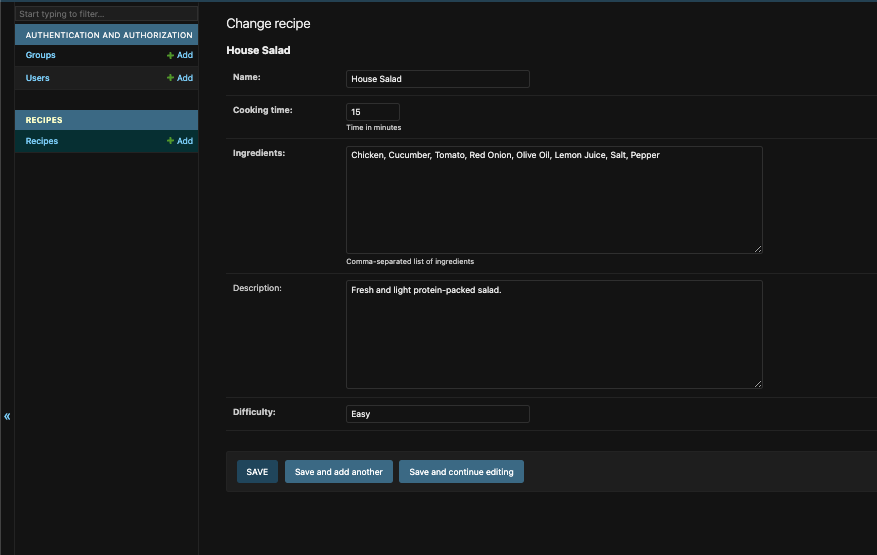 Start typing to filter...
AUTHENTICATION AND AUTHORIZATION
Groups + Add
Users + Add
RECIPES
Recipes + Add
«
Change recipe
House Salad
Name: House Salad
Cooking time: 15
Time in minutes
Ingredients: Chicken, Cucumber, Tomato, Red Onion, Olive Oil, Lemon Juice, Salt, Pepper
Comma-separated list of ingredients
Description: Fresh and light protein-packed salad.
Difficulty: Easy
SAVE Save and add another Save and continue editing